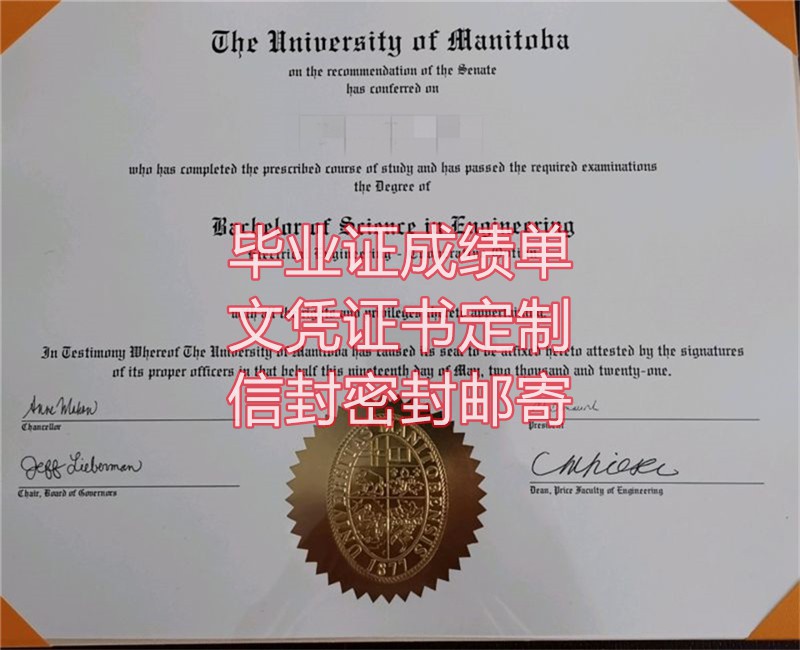 The University of Manitoba
on the recommendation of the Senate
has conferred on
who has completed the prescribed course of study and has passed the required examinations
the Degree of
Bachelor of Science in Engineering
毕业证成绩单
文凭证书定制
In Testimony Whereof The University of Manitoba has caused its seal to be affixed hereto attested by the signatures
of its proper officers in that behalf this nineteenth day of May, two thousand and twenty-one.
信封密封邮寄
Chancellor
President
Jeff Lieberman
Chair, Board of Governors
Dean, Price Faculty of Engineering
1877